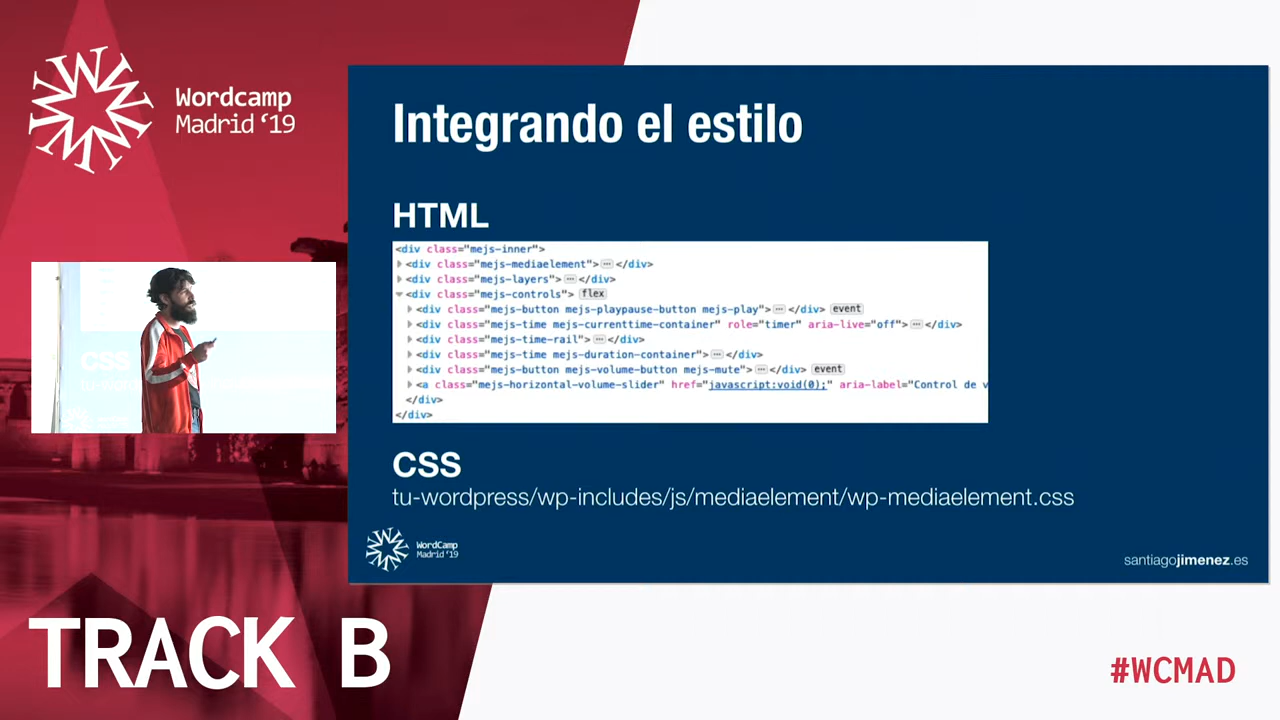 Wordcamp
Madrid ‘19
Integrando el estilo
HTML
<div class="mejs-inner">
<div class="mejs-mediaelement"> ··· </div>
<div class="mejs-layers"> ··· </div>
<div class="mejs-controls"> flex
<div class="mejs-button mejs-playpause-button mejs-play"> ··· </div> event
<div class="mejs-time mejs-currenttime-container" role="timer" aria-live="off"> ··· </div>
<div class="mejs-time-rail"> ··· </div>
<div class="mejs-time mejs-duration-container"> ··· </div>
<div class="mejs-button mejs-volume-button mejs-mute"> ··· </div> event
<a class="mejs-horizontal-volume-slider" href="javascript:void(0);" aria-label="Control de v
</div>
</div>
CSS
tu-wordpress/wp-includes/js/mediaelement/wp-mediaelement.css
WordCamp
Madrid ‘19
santiagojimenez.es
CSS
TRACK B
#WCMAD